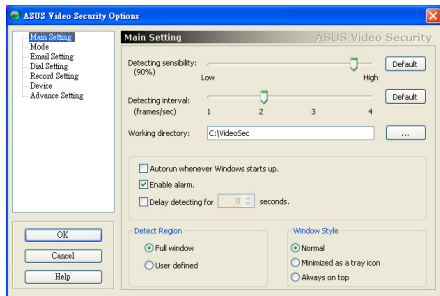 ASUS Video Security Options
Main Setting
Mode
Email Setting
Dial Setting
Record Setting
Device
Advance Setting
OK
Cancel
Help
Main Setting
ASUS Video Security
Detecting sensibility:
(90%)
Low
High
Default
Detecting interval:
(frames/sec)
1 2 3 4
Default
Working directory:
C:\VideoSec
...
Autorun whenever Windows starts up.
Enable alarm.
Delay detecting for 0 seconds.
Detect Region
Full window
User defined
Window Style
Normal
Minimized as a tray icon
Always on top